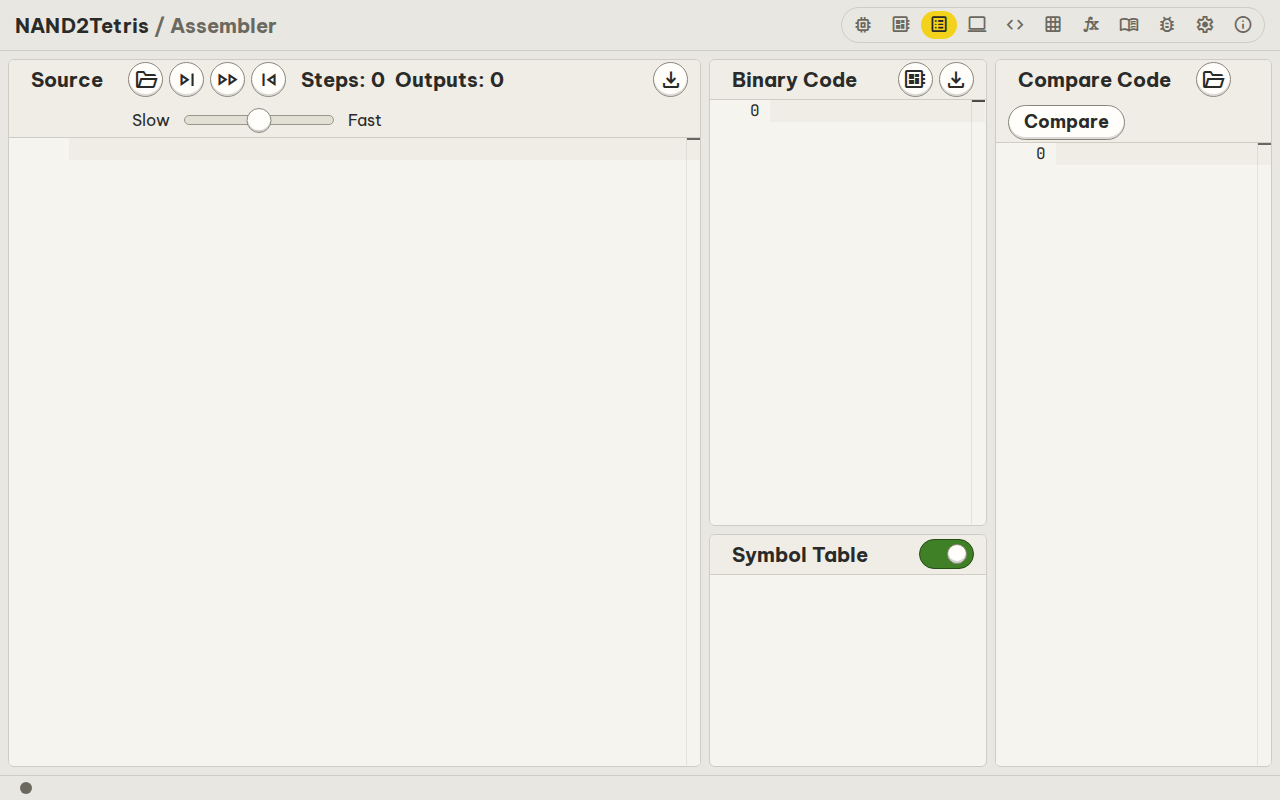 NAND2Tetris / Assembler
Source
Steps: 0 Outputs: 0
Slow
Fast
Binary Code
0
Symbol Table
Compare Code
Compare
0